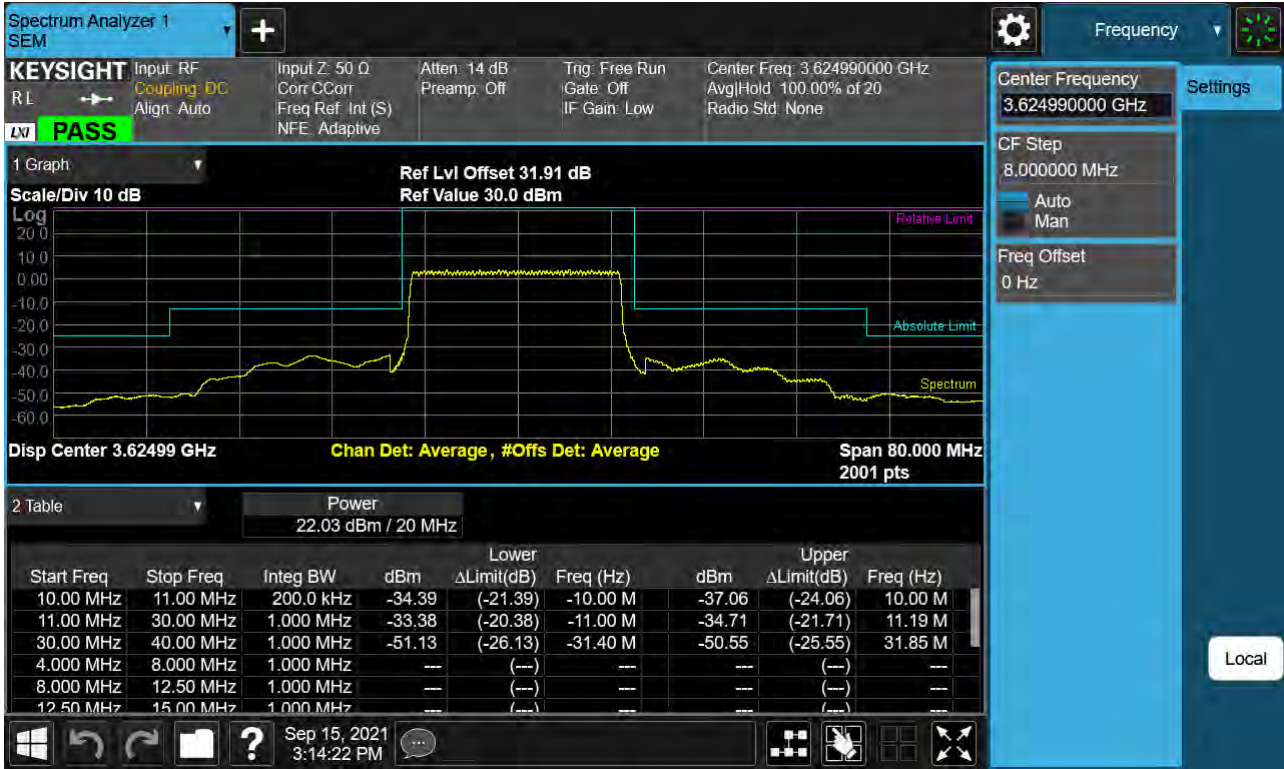 Spectrum Analyzer 1
SEM
+
Frequency
KEYSIGHT
R L
LXI
PASS
Input: RF
Coupling: DC
Align: Auto
Input Z: 50 Ω
Corr CCorr
Freq Ref: Int (S)
NFE: Adaptive
Atten: 14 dB
Preamp: Off
Trig: Free Run
Gate: Off
IF Gain: Low
Center Freq: 3.624990000 GHz
Avg|Hold: 100.00% of 20
Radio Std: None
Center Frequency
3.624990000 GHz
Settings
CF Step
8.000000 MHz
Auto
Man
Freq Offset
0 Hz
Local
1 Graph
Scale/Div 10 dB
Ref Lvl Offset 31.91 dB
Ref Value 30.0 dBm
Log
20.0
10.0
0.00
-10.0
-20.0
-30.0
-40.0
-50.0
-60.0
Relative Limit
Absolute Limit
Spectrum
Disp Center 3.62499 GHz Chan Det: Average, #Offs Det: Average Span 80.000 MHz
2001 pts
2 Table
Power
22.03 dBm / 20 MHz
Lower Upper
Start Freq Stop Freq Integ BW dBm ΔLimit(dB) Freq (Hz) dBm ΔLimit(dB) Freq (Hz)
10.00 MHz 11.00 MHz 200.0 kHz -34.39 (-21.39) -10.00 M -37.06 (-24.06) 10.00 M
11.00 MHz 30.00 MHz 1.000 MHz -33.38 (-20.38) -11.00 M -34.71 (-21.71) 11.19 M
30.00 MHz 40.00 MHz 1.000 MHz -51.13 (-26.13) -31.40 M -50.55 (-25.55) 31.85 M
4.000 MHz 8.000 MHz 1.000 MHz --- (---) --- --- (---) ---
8.000 MHz 12.50 MHz 1.000 MHz --- (---) --- --- (---) ---
12.50 MHz 15.00 MHz 1.000 MHz --- (---) --- --- (---) ---
?
Sep 15, 2021
3:14:22 PM